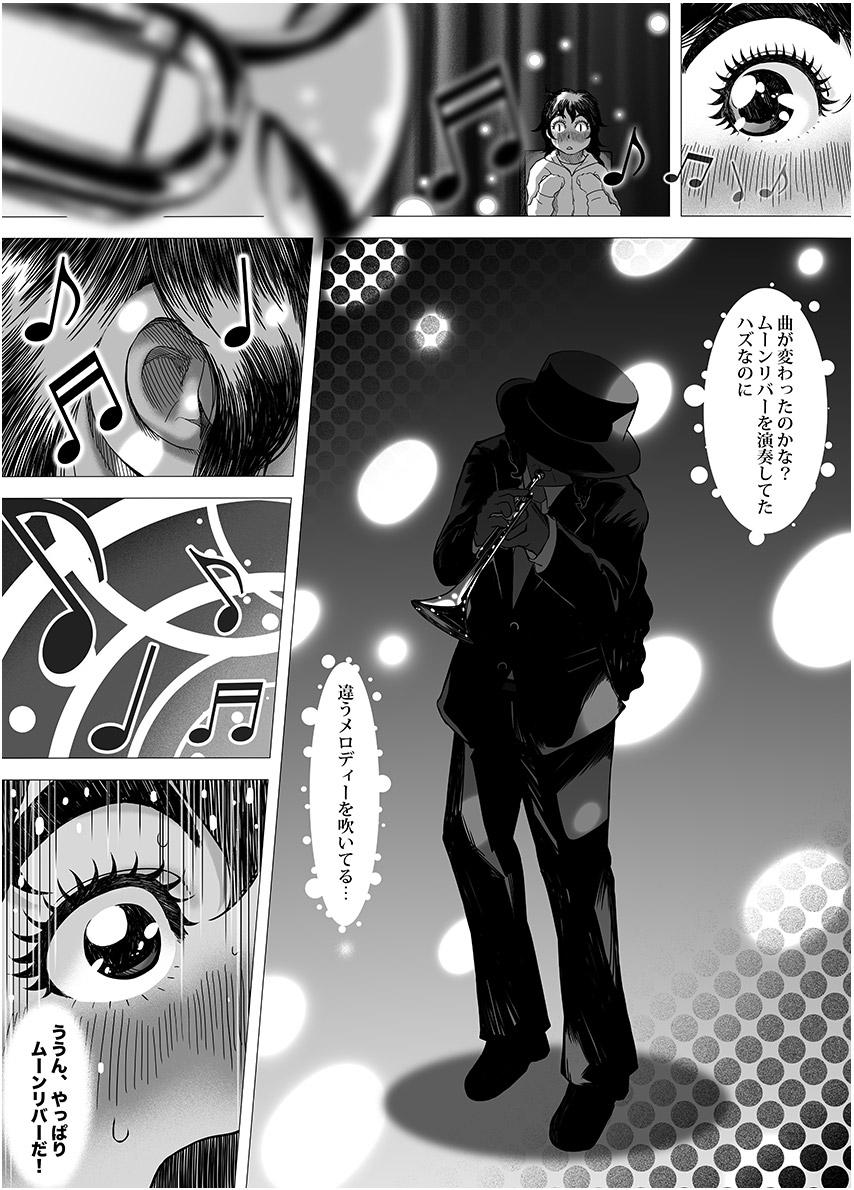 曲が変わったのかな？
ムーンリバーを演奏してた
ハズなのに
違うメロディーを吹いてる…
ううん、やっぱり
ムーンリバーだ！